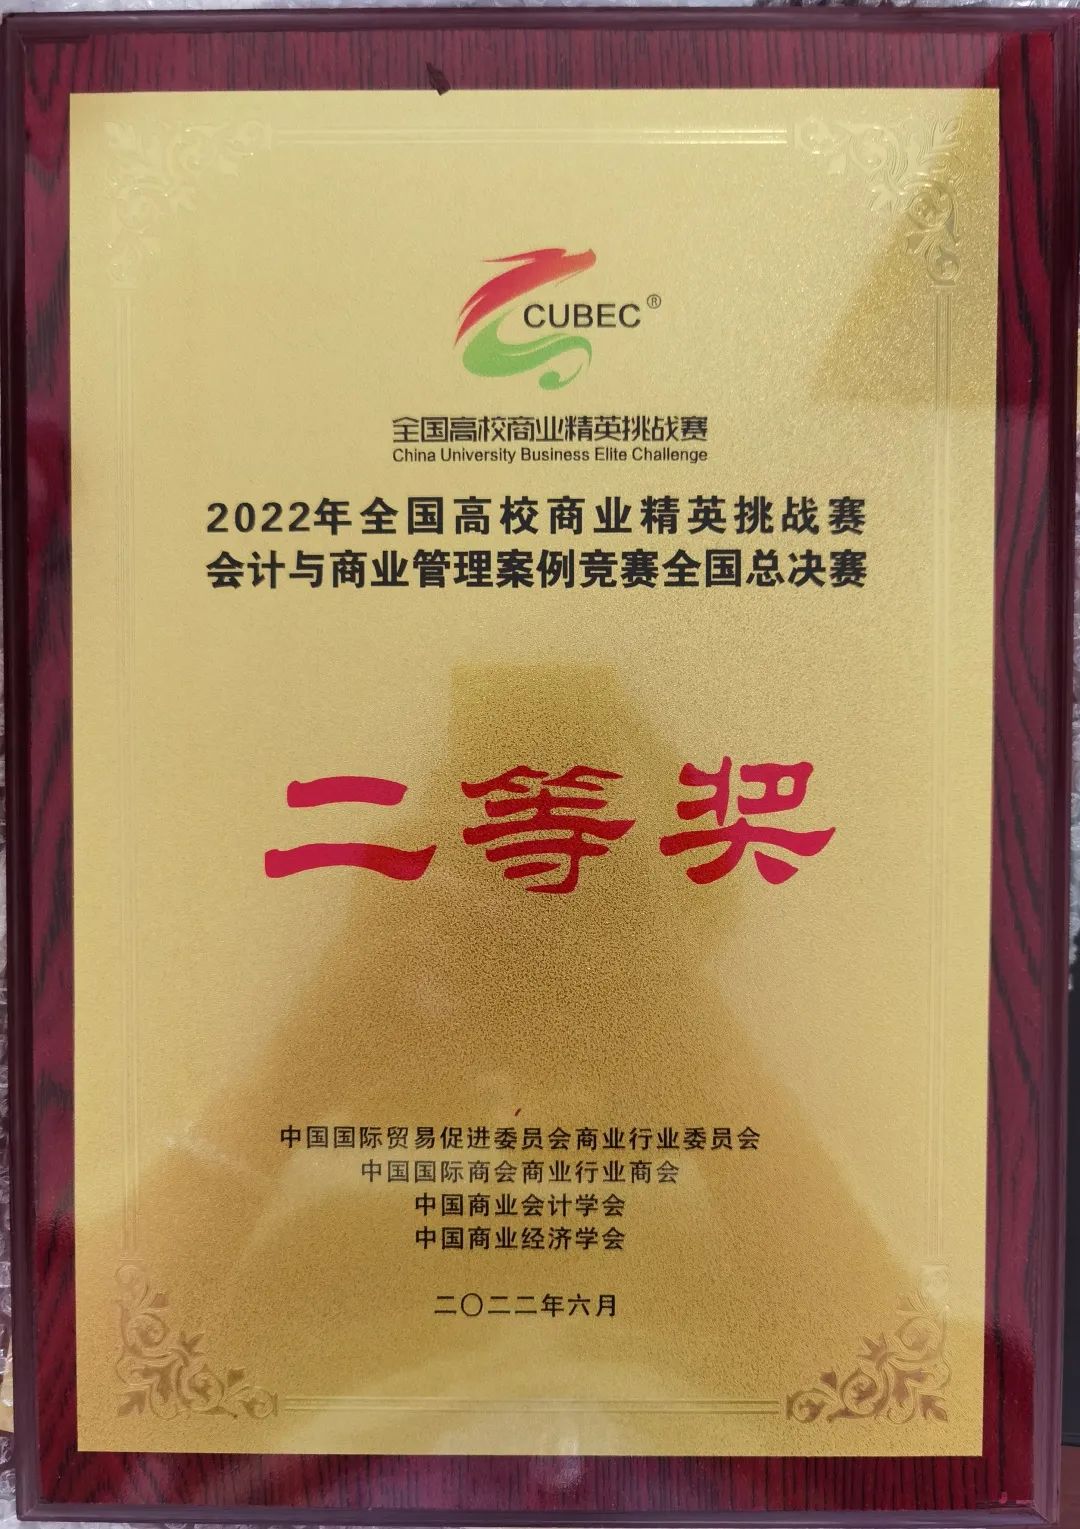 CUBEC®
全国高校商业精英挑战赛
China University Business Elite Challenge
2022年全国高校商业精英挑战赛
会计与商业管理案例竞赛全国总决赛
二等奖
中国国际贸易促进委员会商业行业委员会
中国国际商会商业行业商会
中国商业会计学会
中国商业经济学会
二〇二二年六月